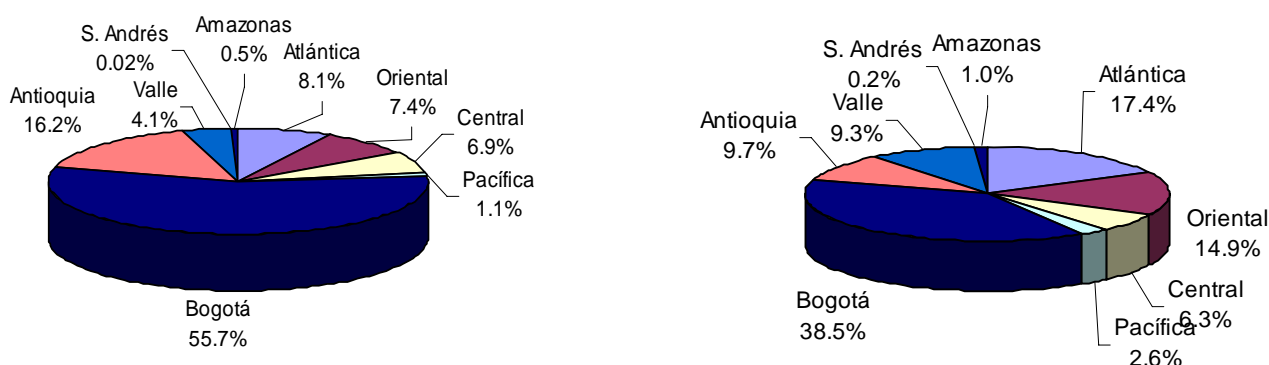 S. Andrés
0.02%
Amazonas
0.5%
Atlántica
8.1%
Oriental
7.4%
Central
6.9%
Pacífica
1.1%
Bogotá
55.7%
Antioquia
16.2%
Valle
4.1%
S. Andrés
0.2%
Amazonas
1.0%
Atlántica
17.4%
Oriental
14.9%
Central
6.3%
Pacífica
2.6%
Bogotá
38.5%
Antioquia
9.7%
Valle
9.3%